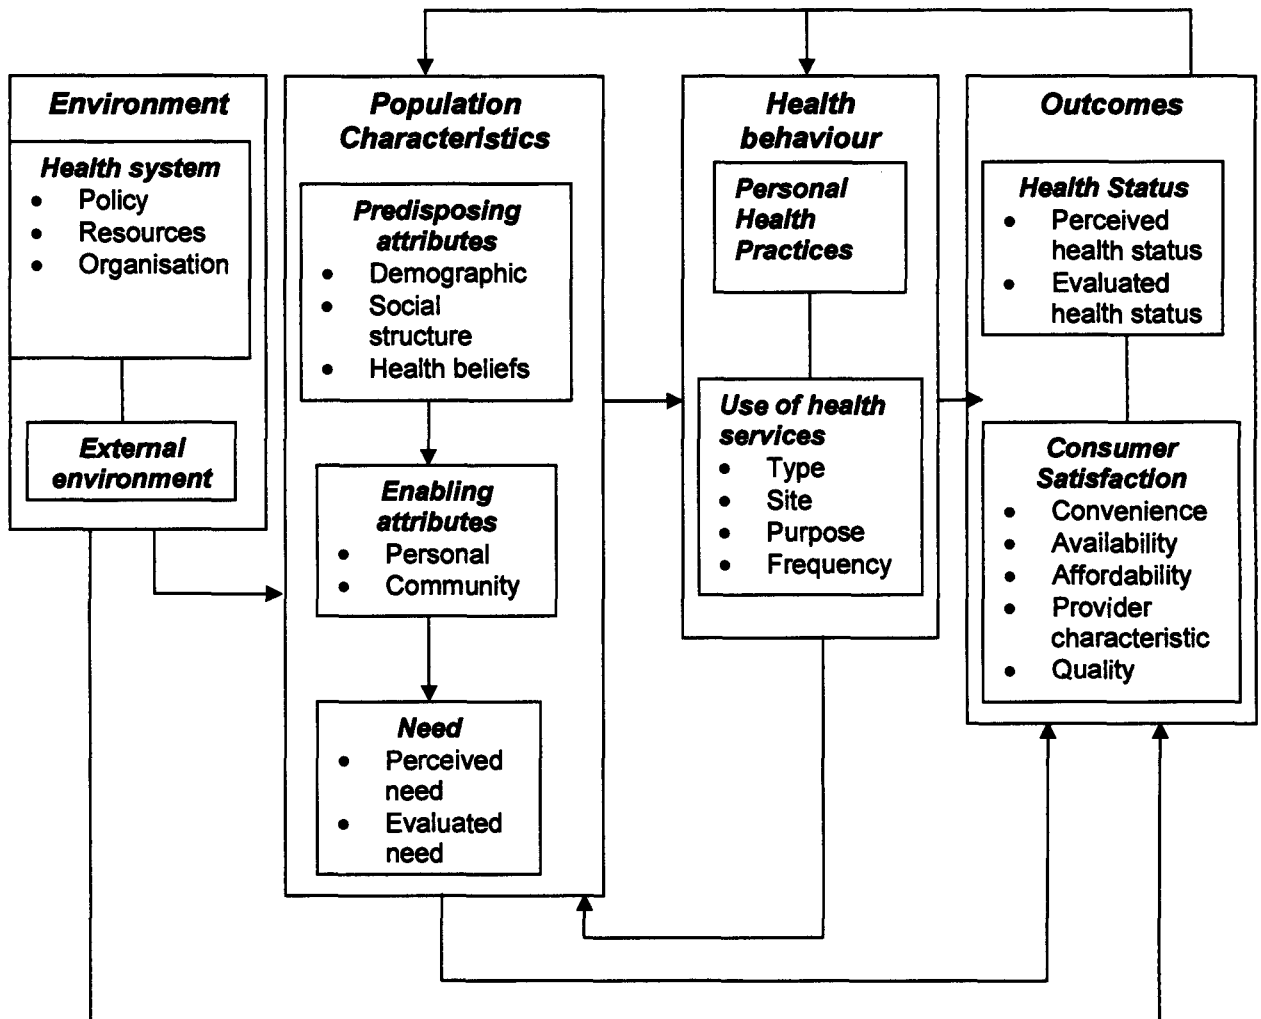 Environment
Health system
• Policy
• Resources
• Organisation
External
environment
Population
Characteristics
Predisposing
attributes
• Demographic
• Social
structure
• Health beliefs
Enabling
attributes
• Personal
• Community
Need
• Perceived
need
• Evaluated
need
Health
behaviour
Personal
Health
Practices
Use of health
services
• Type
• Site
• Purpose
• Frequency
Outcomes
Health Status
• Perceived
health status
• Evaluated
health status
Consumer
Satisfaction
• Convenience
• Availability
• Affordability
• Provider
characteristic
• Quality